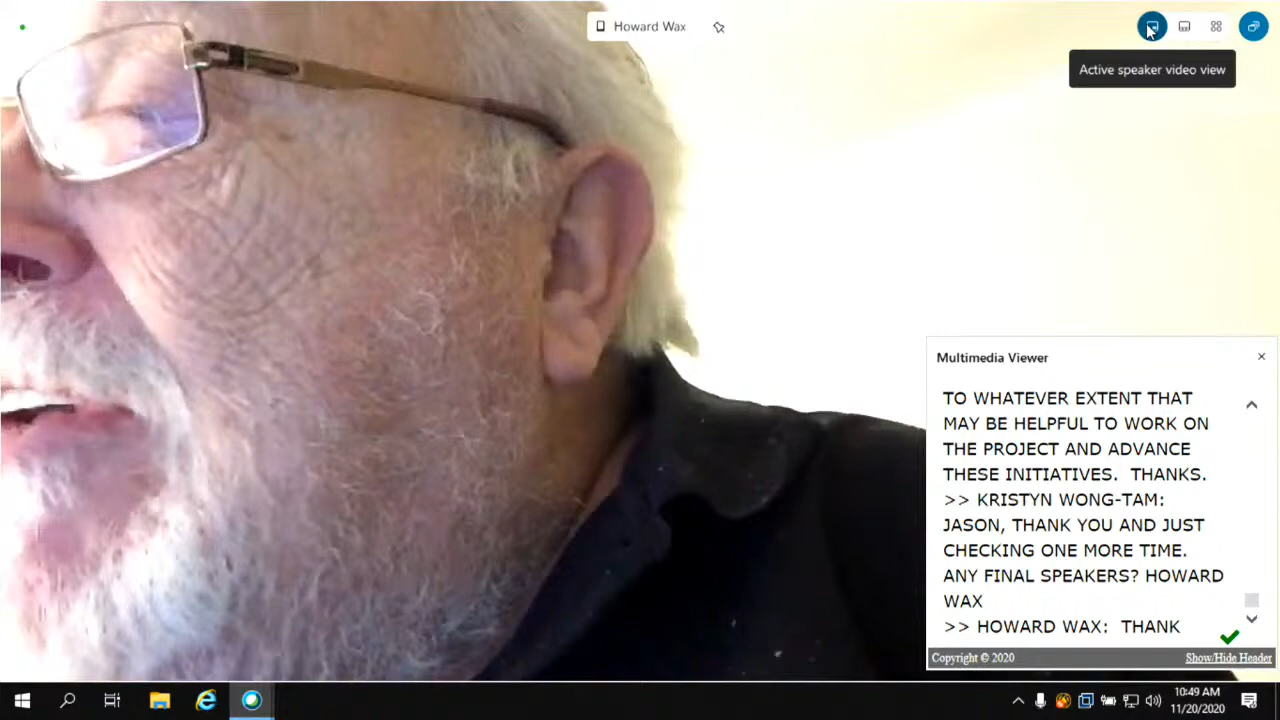 Howard Wax
Active speaker video view
Multimedia Viewer
TO WHATEVER EXTENT THAT
MAY BE HELPFUL TO WORK ON
THE PROJECT AND ADVANCE
THESE INITIATIVES.  THANKS.
>> KRISTYN WONG-TAM:
JASON, THANK YOU AND JUST
CHECKING ONE MORE TIME.
ANY FINAL SPEAKERS? HOWARD
WAX
>> HOWARD WAX:  THANK
Copyright © 2020 Show/Hide Header
10:49 AM
11/20/2020